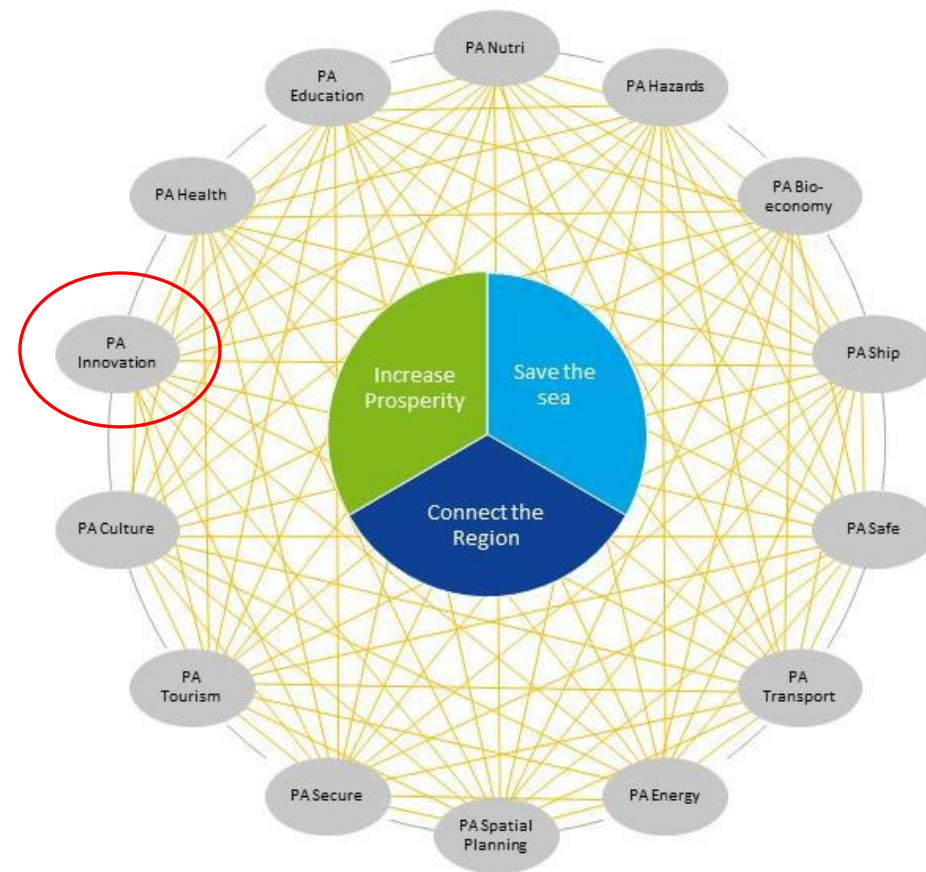 PA Nutri
PA
Education
PA Hazards
PA Health
PA Bio-
economy
PA
Innovation
PA Ship
Increase
Prosperity
Save the
sea
Connect the
Region
PA Culture
PA Safe
PA
Tourism
PA
Transport
PA Secure
PA Energy
PA Spatial
Planning